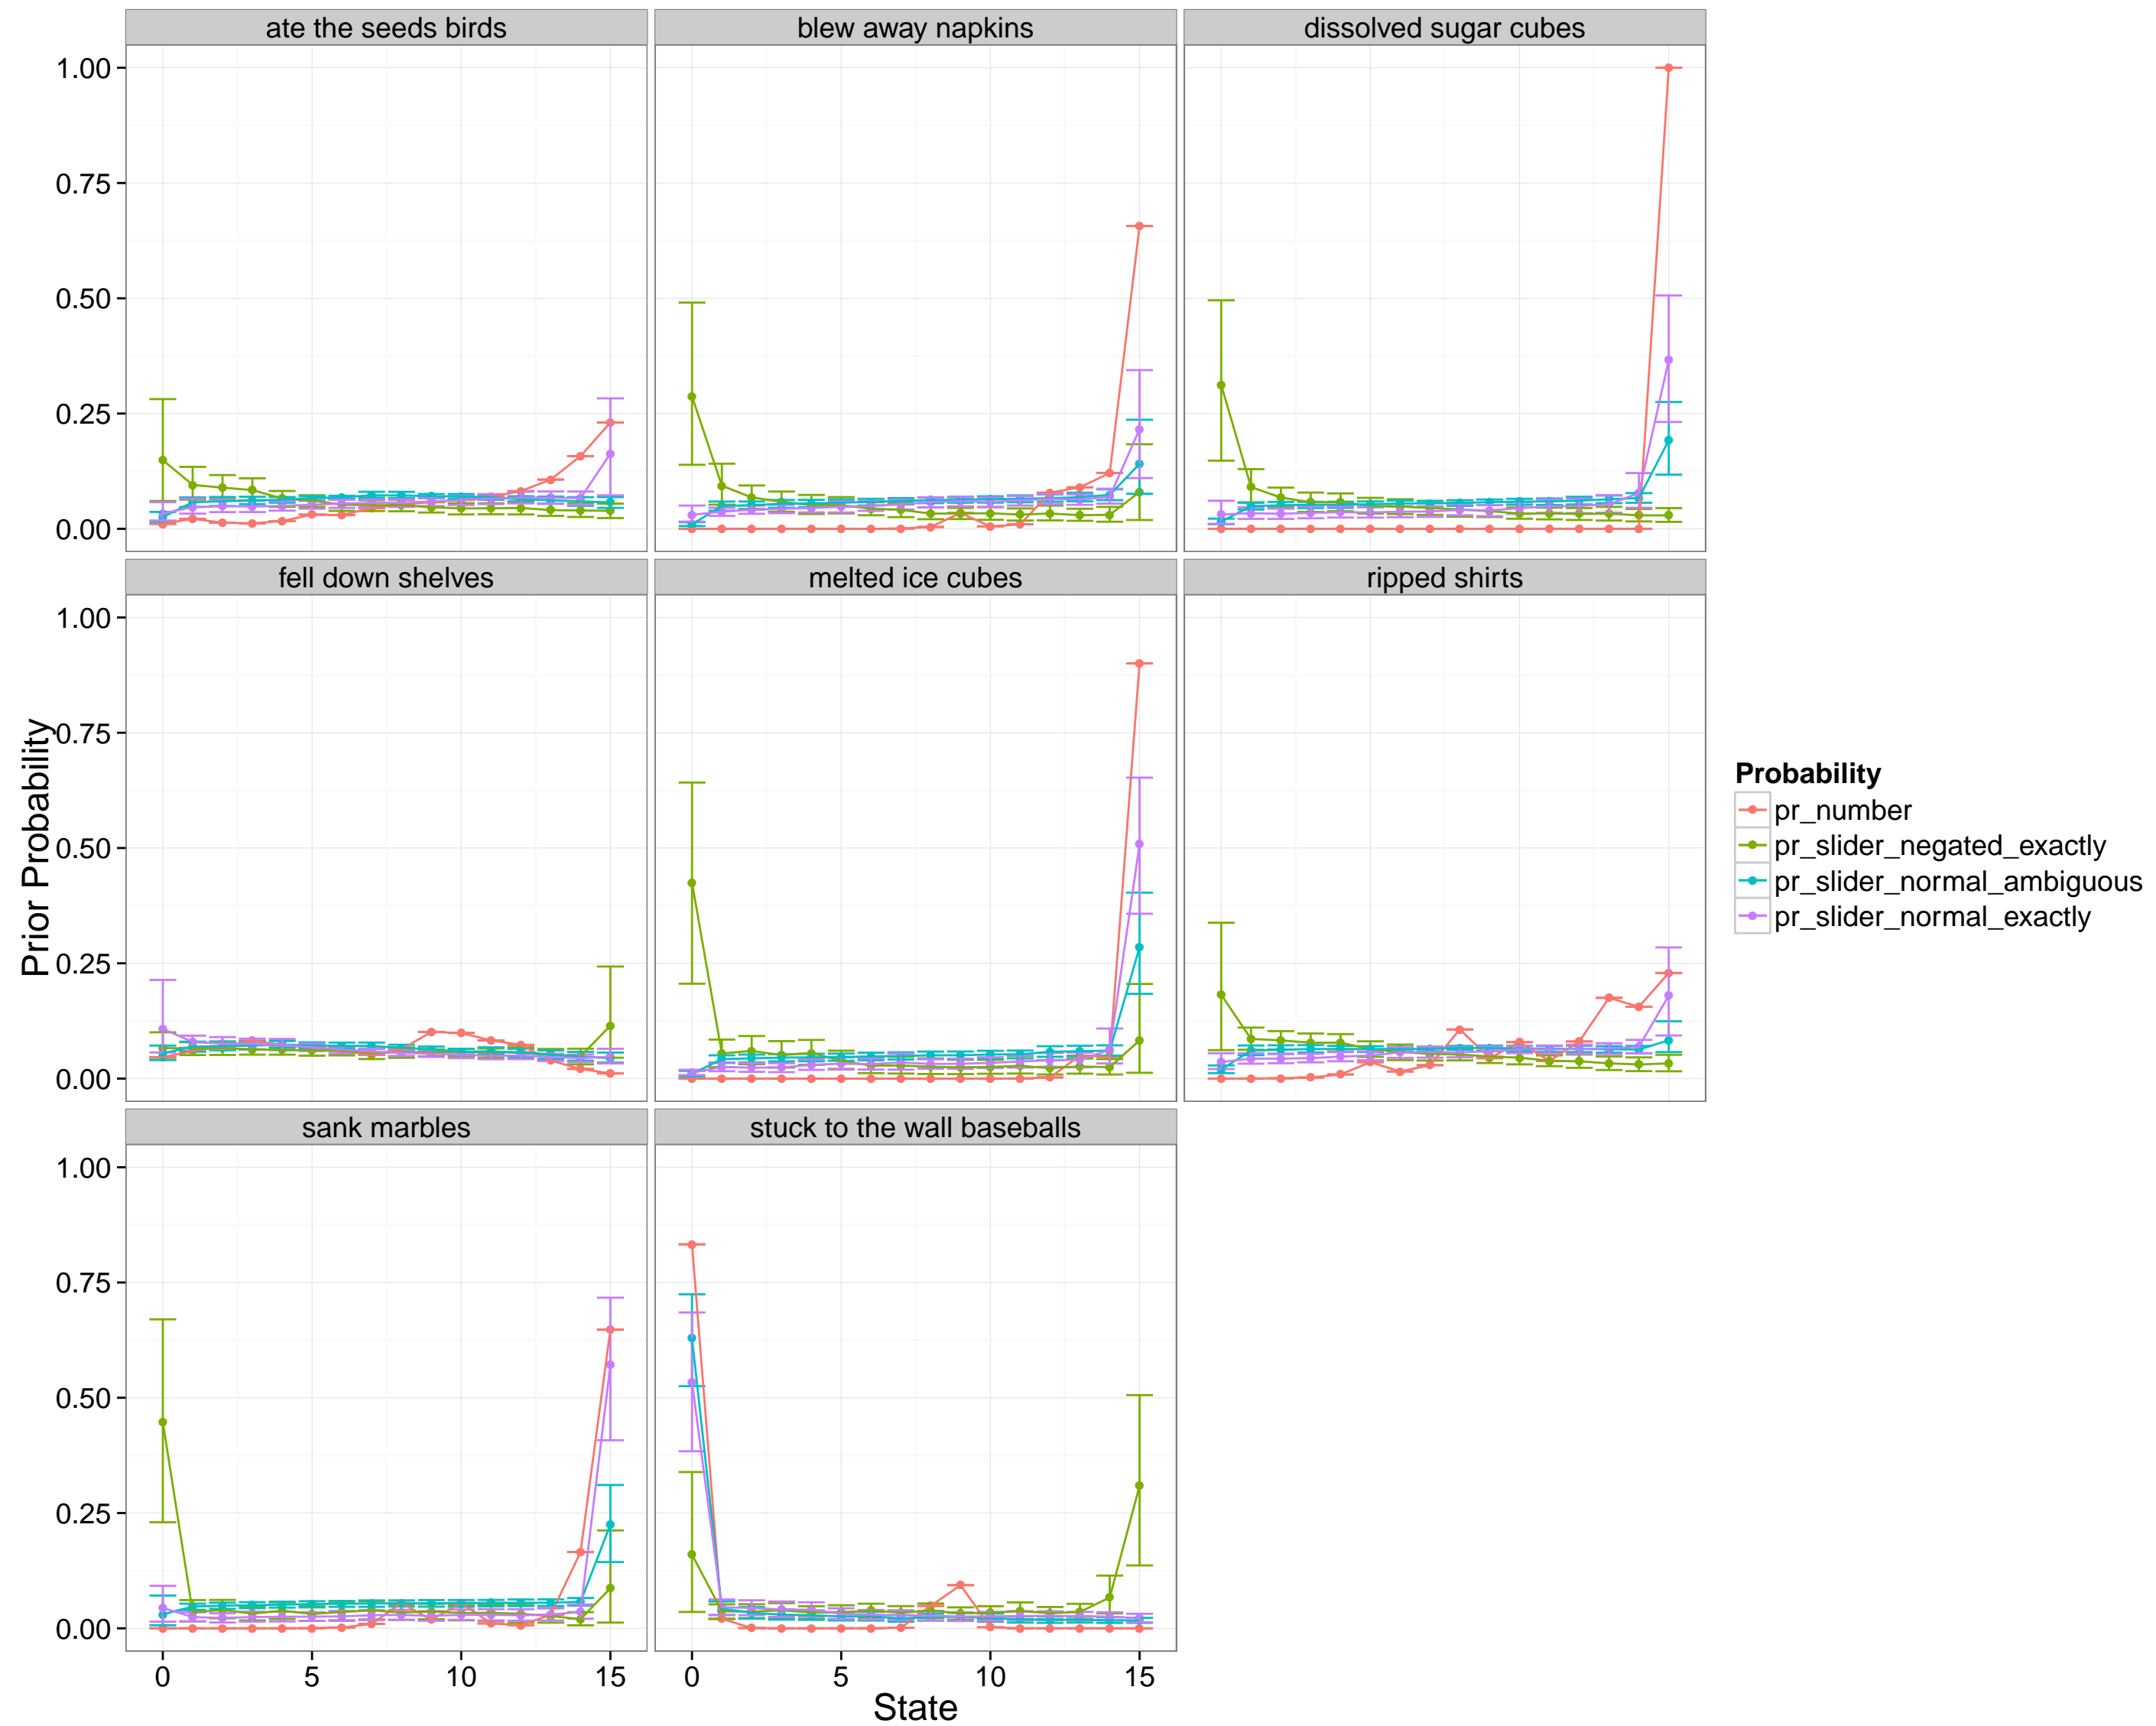 ate the seeds birds
blew away napkins
dissolved sugar cubes
1.00
0.75
0.50
0.25
0.00
fell down shelves
melted ice cubes
ripped shirts
1.00
0.75
0.50
0.25
0.00
Prior Probability
sank marbles
stuck to the wall baseballs
1.00
0.75
0.50
0.25
0.00
0 5 10 15
0 5 10 15
State
Probability
pr_number
pr_slider_negated_exactly
pr_slider_normal_ambiguous
pr_slider_normal_exactly